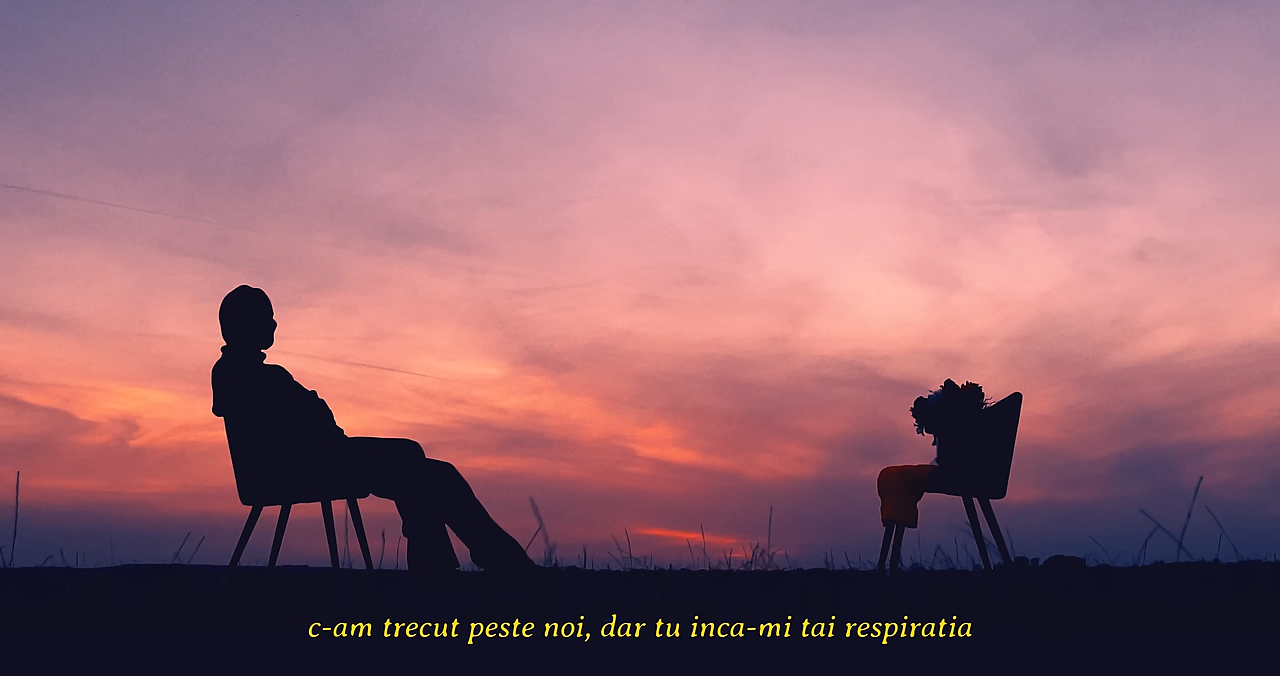 c-am trecut peste noi, dar tu inca-mi tai respiratia